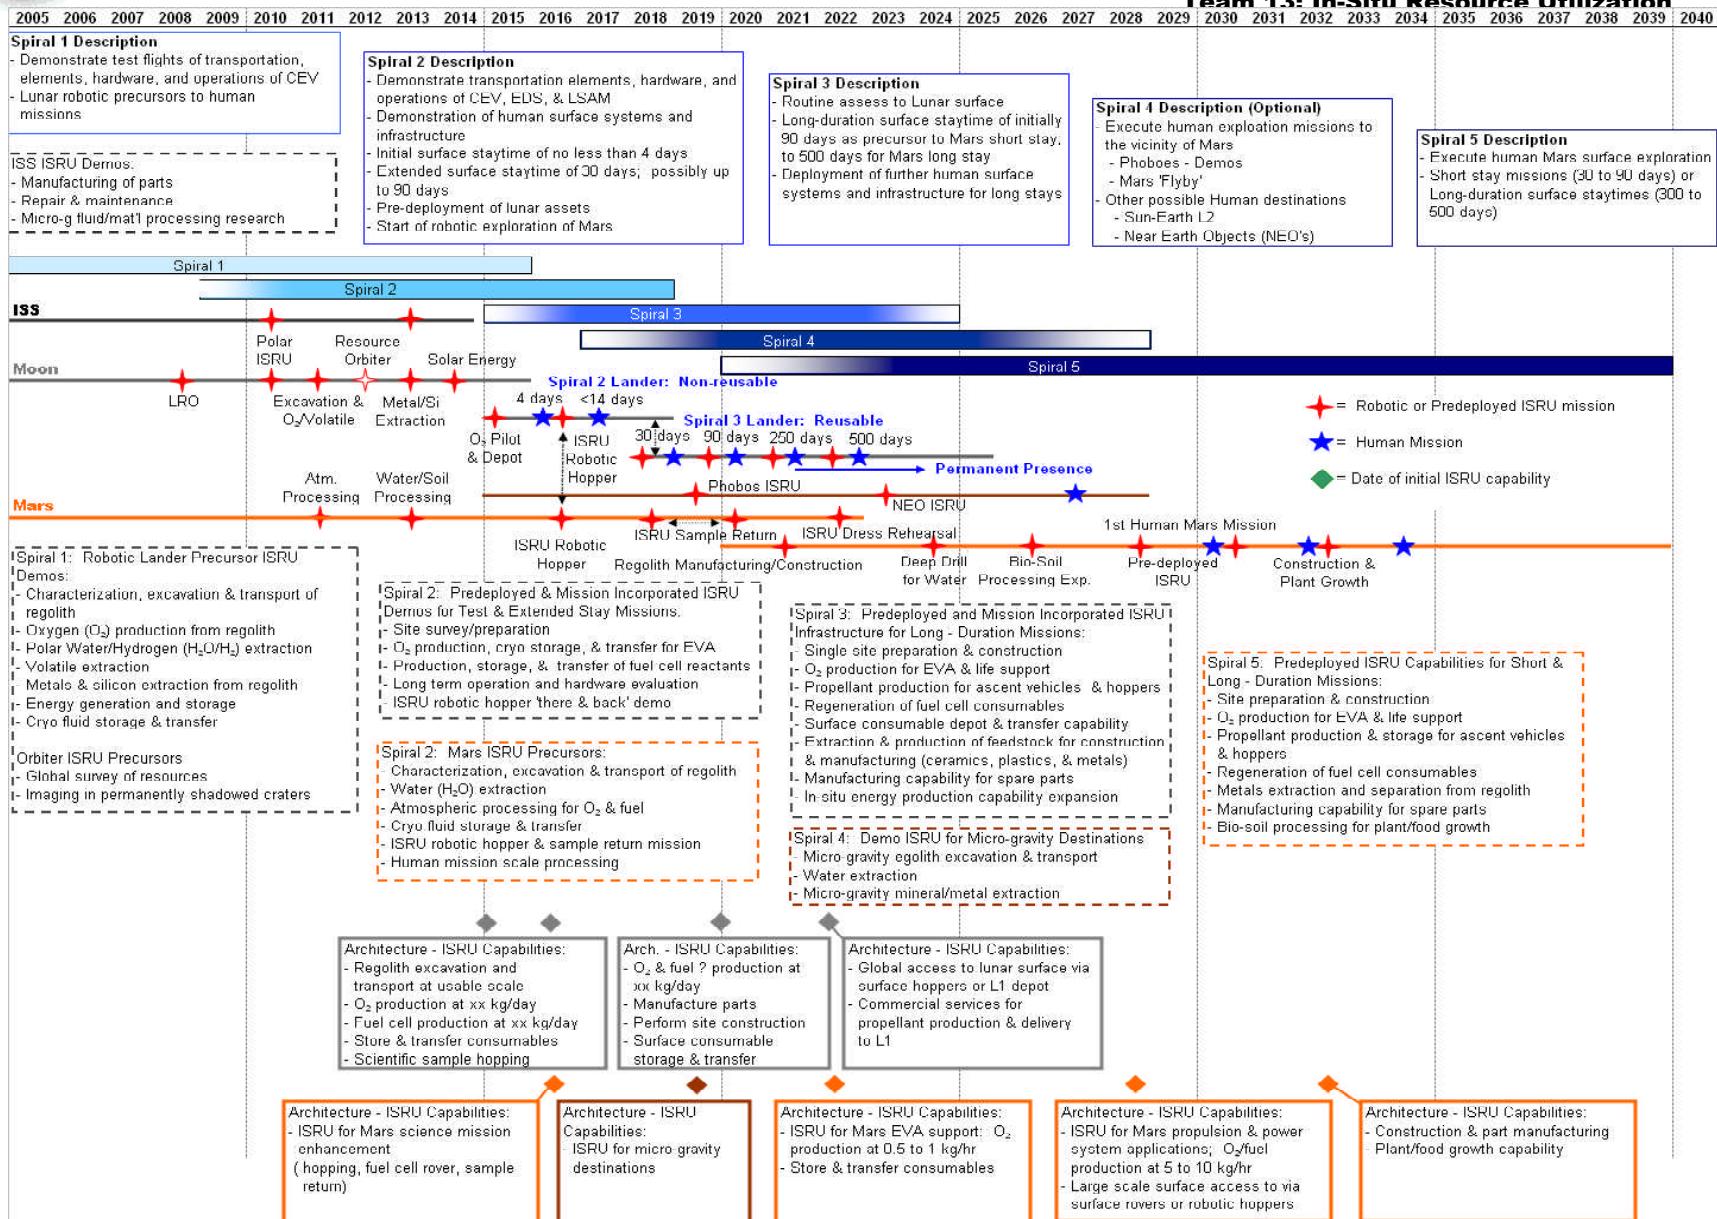 Team 13: In-Situ Resource Utilization
2005 2006 2007 2008 2009 2010 2011 2012 2013 2014 2015 2016 2017 2018 2019 2020 2021 2022 2023 2024 2025 2026 2027 2028 2029 2030 2031 2032 2033 2034 2035 2036 2037 2038 2039 2040
Spiral 1 Description
- Demonstrate test flights of transportation,
elements, hardware, and operations of CEV
- Lunar robotic precursors to human
missions
ISS ISRU Demos:
- Manufacturing of parts
- Repair & maintenance
- Micro-g fluid/mat'l processing research
Spiral 2 Description
- Demonstrate transportation elements, hardware, and
operations of CEV, EDS, & LSAM
- Demonstration of human surface systems and
infrastructure
- Initial surface staytime of no less than 4 days
- Extended surface staytime of 30 days; possibly up
to 90 days
- Pre-deployment of lunar assets
- Start of robotic exploration of Mars
Spiral 3 Description
- Routine assess to Lunar surface
- Long-duration surface staytime of initially
90 days as precursor to Mars short stay,
to 500 days for Mars long stay
- Deployment of further human surface
systems and infrastructure for long stays
Spiral 4 Description (Optional)
- Execute human exploation missions to
the vicinity of Mars
- Phoboes - Demos
- Mars 'Flyby'
- Other possible Human destinations
- Sun-Earth L2
- Near Earth Objects (NEO's)
Spiral 5 Description
- Execute human Mars surface exploration
- Short stay missions (30 to 90 days) or
Long-duration surface staytimes (300 to
500 days)
Spiral 1
Spiral 2
Spiral 3
Spiral 4
Spiral 5
ISS
Moon
LRO
Polar
ISRU
Excavation &
O₂/Volatile
Resource
Orbiter
Metal/Si
Extraction
Solar Energy
Spiral 2 Lander: Non-reusable
4 days <14 days
O₂ Pilot
& Depot
ISRU
Robotic
Hopper
Spiral 3 Lander: Reusable
30 days 90 days 250 days 500 days
Permanent Presence
= Robotic or Predeployed ISRU mission
= Human Mission
= Date of initial ISRU capability
Phobos ISRU
NEO ISRU
Mars
Atm.
Processing
Water/Soil
Processing
ISRU Robotic
Hopper
ISRU Sample Return
ISRU Dress Rehearsal
Regolith Manufacturing/Construction
Deep Drill
for Water
Bio-Soil
Processing Exp.
1st Human Mars Mission
Pre-deployed
ISRU
Construction &
Plant Growth
Spiral 1: Robotic Lander Precursor ISRU
Demos:
- Characterization, excavation & transport of
regolith
- Oxygen (O₂) production from regolith
- Polar Water/Hydrogen (H₂O/H₂) extraction
- Volatile extraction
- Metals & silicon extraction from regolith
- Energy generation and storage
- Cryo fluid storage & transfer
Orbiter ISRU Precursors
- Global survey of resources
- Imaging in permanently shadowed craters
Spiral 2: Predeployed & Mission Incorporated ISRU
Demos for Test & Extended Stay Missions.
- Site survey/preparation
- O₂ production, cryo storage, & transfer for EVA
- Production, storage, & transfer of fuel cell reactants
- Long term operation and hardware evaluation
- ISRU robotic hopper 'there & back' demo
Spiral 2: Mars ISRU Precursors:
- Characterization, excavation & transport of regolith
- Water (H₂O) extraction
- Atmospheric processing for O₂ & fuel
- Cryo fluid storage & transfer
- ISRU robotic hopper & sample return mission
- Human mission scale processing
Spiral 3: Predeployed and Mission Incorporated ISRU
Infrastructure for Long - Duration Missions:
- Single site preparation & construction
- O₂ production for EVA & life support
- Propellant production for ascent vehicles & hoppers
- Regeneration of fuel cell consumables
- Surface consumable depot & transfer capability
- Extraction & production of feedstock for construction
& manufacturing (ceramics, plastics, & metals)
- Manufacturing capability for spare parts
- In-situ energy production capability expansion
Spiral 4: Demo ISRU for Micro-gravity Destinations
- Micro-gravity egolith excavation & transport
- Water extraction
- Micro-gravity mineral/metal extraction
Spiral 5: Predeployed ISRU Capabilities for Short &
Long - Duration Missions:
- Site preparation & construction
- O₂ production for EVA & life support
- Propellant production & storage for ascent vehicles
& hoppers
- Regeneration of fuel cell consumables
- Metals extraction and separation from regolith
- Manufacturing capability for spare parts
- Bio-soil processing for plant/food growth
Architecture - ISRU Capabilities:
- Regolith excavation and
transport at usable scale
- O₂ production at xx kg/day
- Fuel cell production at xx kg/day
- Store & transfer consumables
- Scientific sample hopping
Arch. - ISRU Capabilities:
- O₂ & fuel ? production at
xx kg/day
- Manufacture parts
- Perform site construction
- Surface consumable
storage & transfer
Architecture - ISRU Capabilities:
- Global access to lunar surface via
surface hoppers or L1 depot
- Commercial services for
propellant production & delivery
to L1
Architecture - ISRU Capabilities:
- ISRU for Mars science mission
enhancement
( hopping, fuel cell rover, sample
return)
Architecture - ISRU
Capabilities:
- ISRU for micro gravity
destinations
Architecture - ISRU Capabilities:
- ISRU for Mars EVA support: O₂
production at 0.5 to 1 kg/hr
- Store & transfer consumables
Architecture - ISRU Capabilities:
- ISRU for Mars propulsion & power
system applications; O₂/fuel
production at 5 to 10 kg/hr
- Large scale surface access to via
surface rovers or robotic hoppers
Architecture - ISRU Capabilities:
- Construction & part manufacturing
- Plant/food growth capability